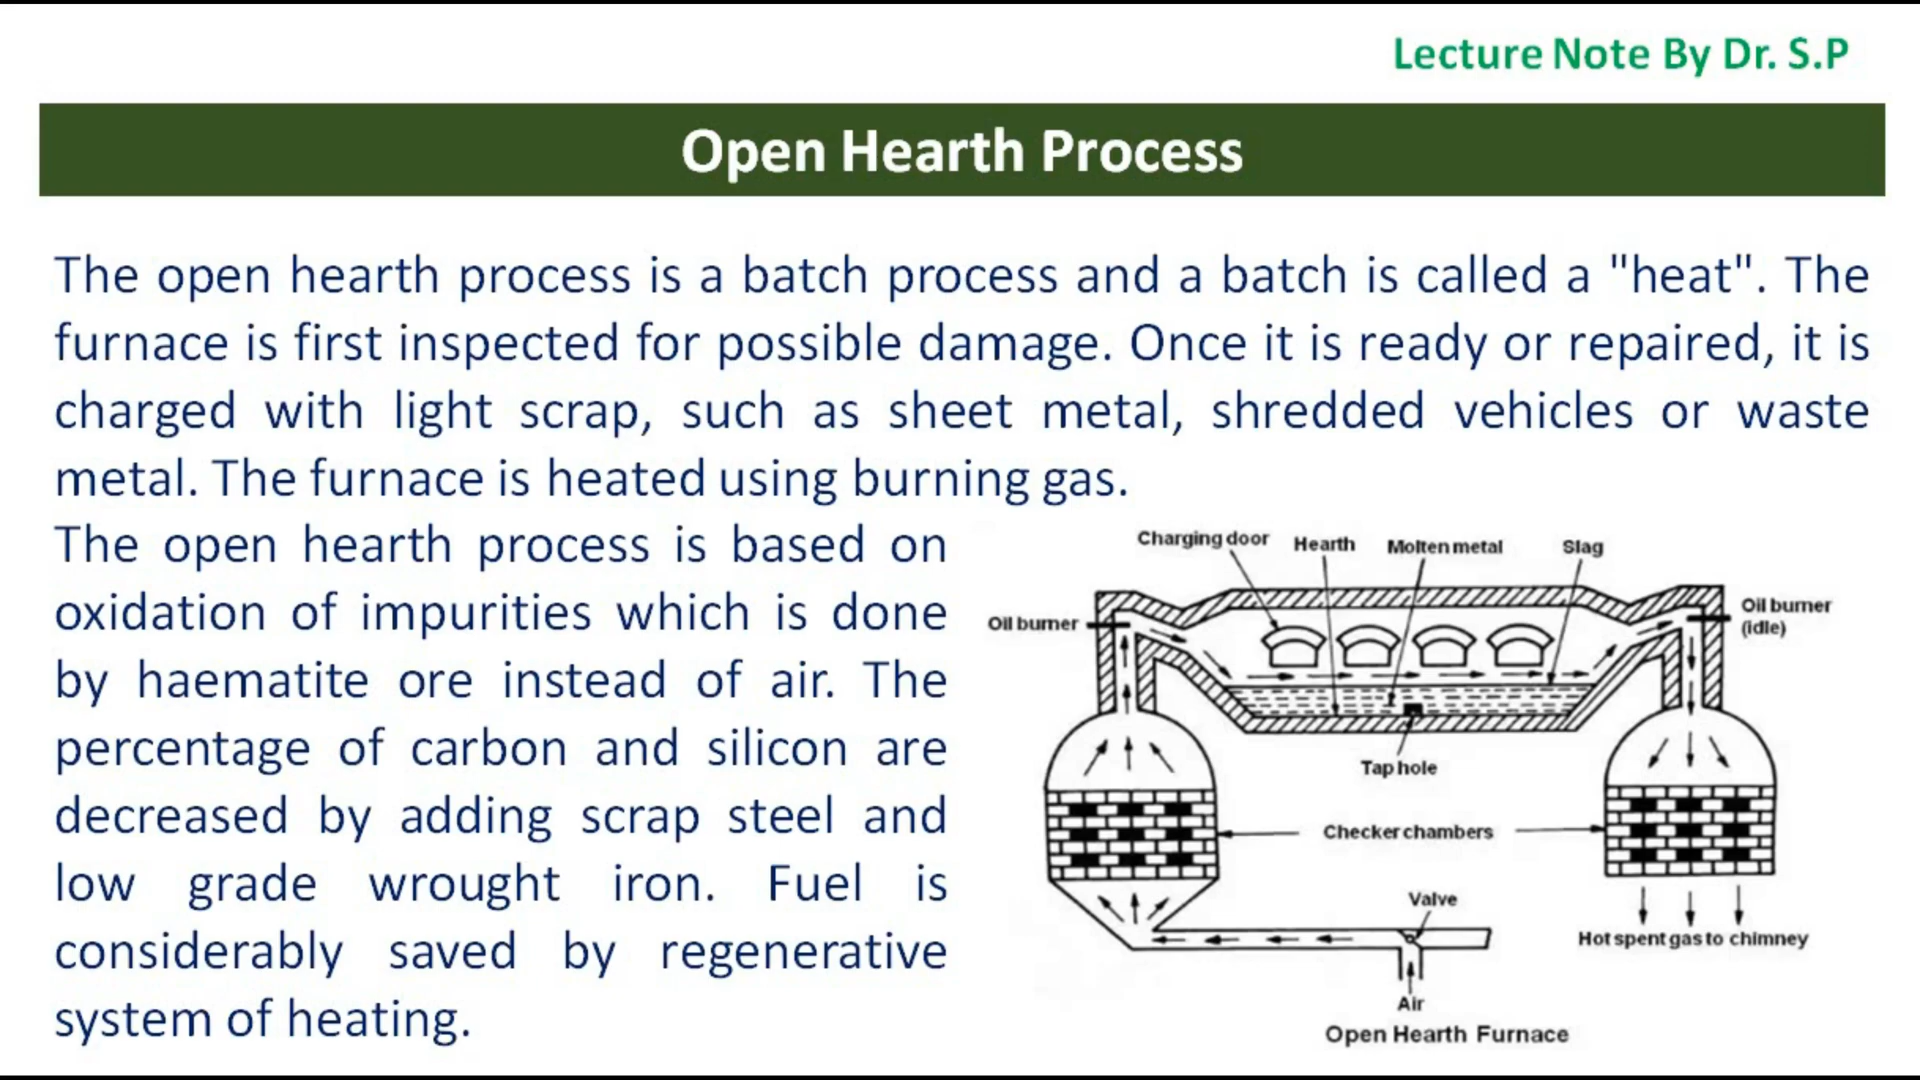 Lecture Note By Dr. S.P
Open Hearth Process
The open hearth process is a batch process and a batch is called a "heat". The
furnace is first inspected for possible damage. Once it is ready or repaired, it is
charged with light scrap, such as sheet metal, shredded vehicles or waste
metal. The furnace is heated using burning gas.
The open hearth process is based on
oxidation of impurities which is done
by haematite ore instead of air. The
percentage of carbon and silicon are
decreased by adding scrap steel and
low grade wrought iron. Fuel is
considerably saved by regenerative
system of heating.
Charging door
Hearth
Molten metal
Slag
Oil burner
Oil burner
(idle)
Tap hole
Checker chambers
Valve
Hot spent gas to chimney
Air
Open Hearth Furnace